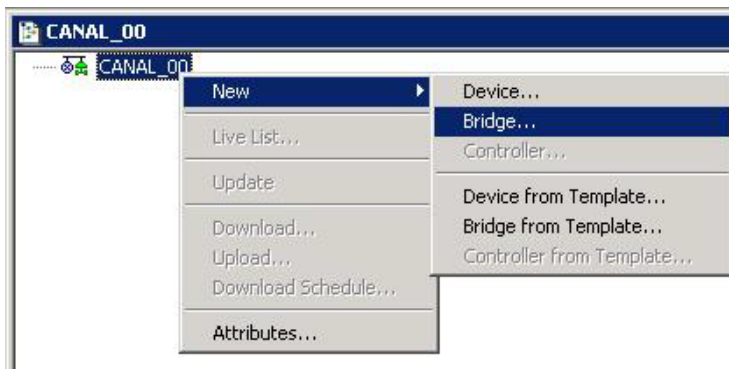 CANAL_00
CANAL_00
New
Live List...
Update
Download...
Upload...
Download Schedule...
Attributes...
Device...
Bridge...
Controller...
Device from Template...
Bridge from Template...
Controller from Template...